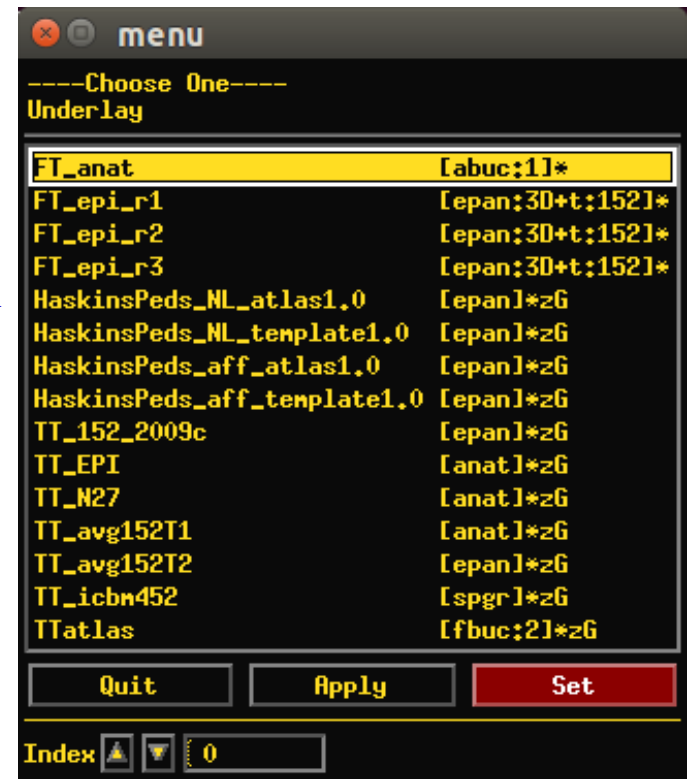 menu
----Choose One----
Underlay
FT_anat [abuc:1]*
FT_epi_r1 [epan:3D+t:152]*
FT_epi_r2 [epan:3D+t:152]*
FT_epi_r3 [epan:3D+t:152]*
HaskinsPeds_NL_atlas1.0 [epan]*zG
HaskinsPeds_NL_template1.0 [epan]*zG
HaskinsPeds_aff_atlas1.0 [epan]*zG
HaskinsPeds_aff_template1.0 [epan]*zG
TT_152_2009c [epan]*zG
TT_EPI [anat]*zG
TT_N27 [anat]*zG
TT_avg152T1 [anat]*zG
TT_avg152T2 [epan]*zG
TT_icbm452 [spgr]*zG
TTatlas [fbuc:2]*zG
Quit Apply Set
Index 0